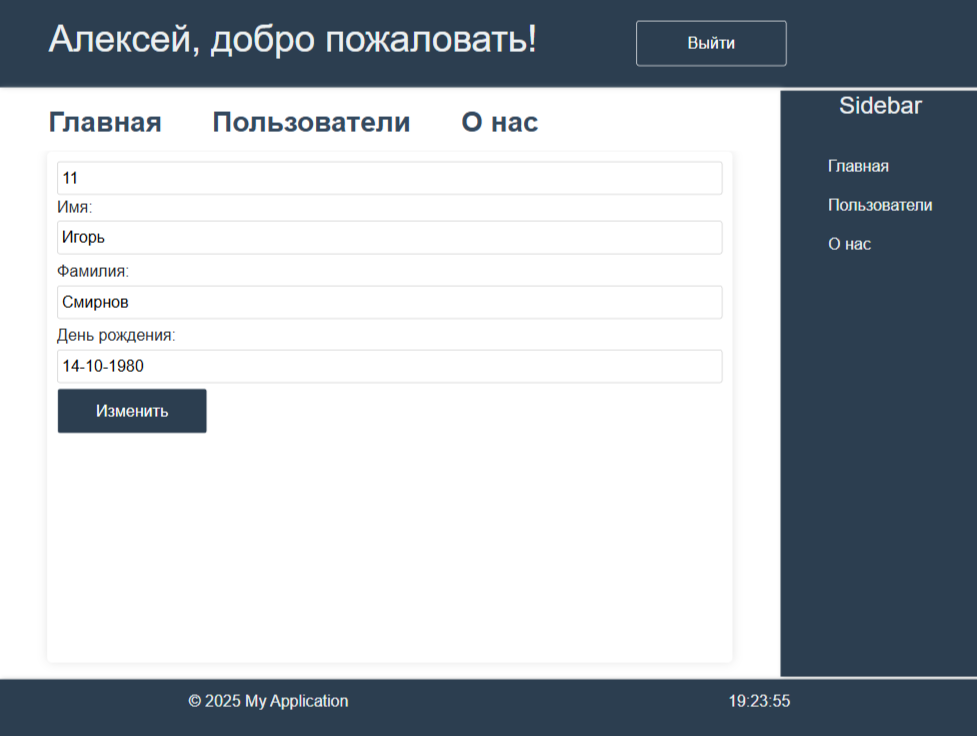 Алексей, добро пожаловать!
Выйти
Главная Пользователи О нас
11
Имя:
Игорь
Фамилия:
Смирнов
День рождения:
14-10-1980
Изменить
Sidebar
Главная
Пользователи
О нас
© 2025 My Application
19:23:55